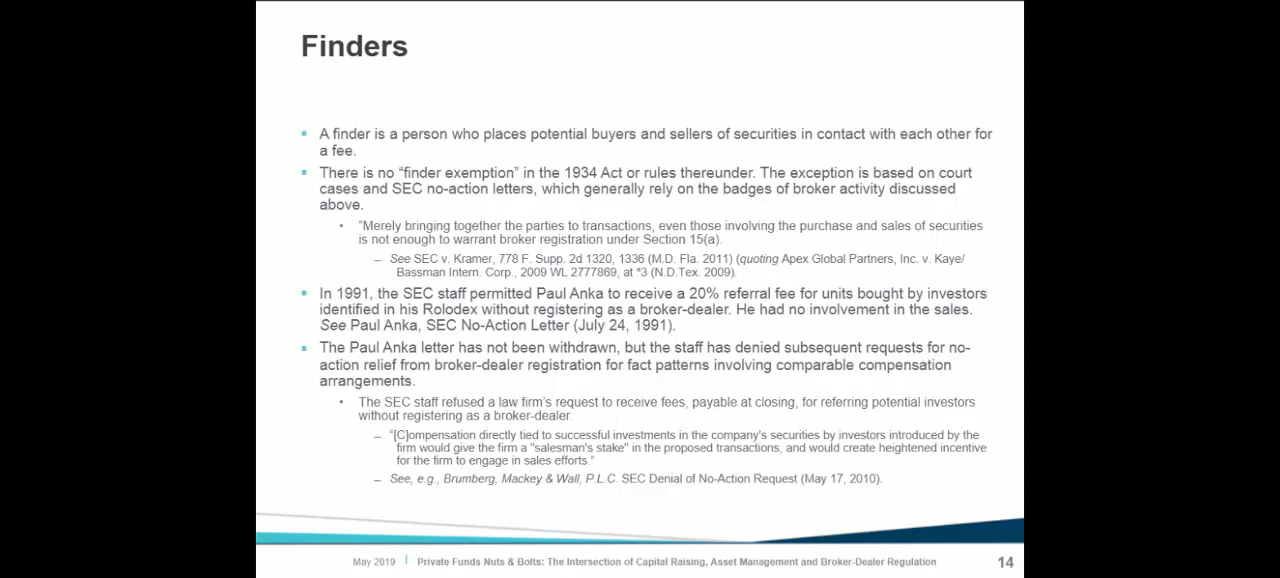 Finders
▪ A finder is a person who places potential buyers and sellers of securities in contact with each other for
a fee.
▪ There is no “finder exemption” in the 1934 Act or rules thereunder. The exception is based on court
cases and SEC no-action letters, which generally rely on the badges of broker activity discussed
above.
• “Merely bringing together the parties to transactions, even those involving the purchase and sales of securities
is not enough to warrant broker registration under Section 15(a).
– See SEC v. Kramer, 778 F. Supp. 2d 1320, 1336 (M.D. Fla. 2011) (quoting Apex Global Partners, Inc. v. Kaye/
Bassman Intern. Corp., 2009 WL 2777869, at *3 (N.D.Tex. 2009).
▪ In 1991, the SEC staff permitted Paul Anka to receive a 20% referral fee for units bought by investors
identified in his Rolodex without registering as a broker-dealer. He had no involvement in the sales.
See Paul Anka, SEC No-Action Letter (July 24, 1991).
▪ The Paul Anka letter has not been withdrawn, but the staff has denied subsequent requests for no-
action relief from broker-dealer registration for fact patterns involving comparable compensation
arrangements.
• The SEC staff refused a law firm’s request to receive fees, payable at closing, for referring potential investors
without registering as a broker-dealer.
– “[C]ompensation directly tied to successful investments in the company's securities by investors introduced by the
firm would give the firm a "salesman's stake" in the proposed transactions, and would create heightened incentive
for the firm to engage in sales efforts.”
– See, e.g., Brumberg, Mackey & Wall, P.L.C. SEC Denial of No-Action Request (May 17, 2010).
May 2019 | Private Funds Nuts & Bolts: The Intersection of Capital Raising, Asset Management and Broker-Dealer Regulation 14